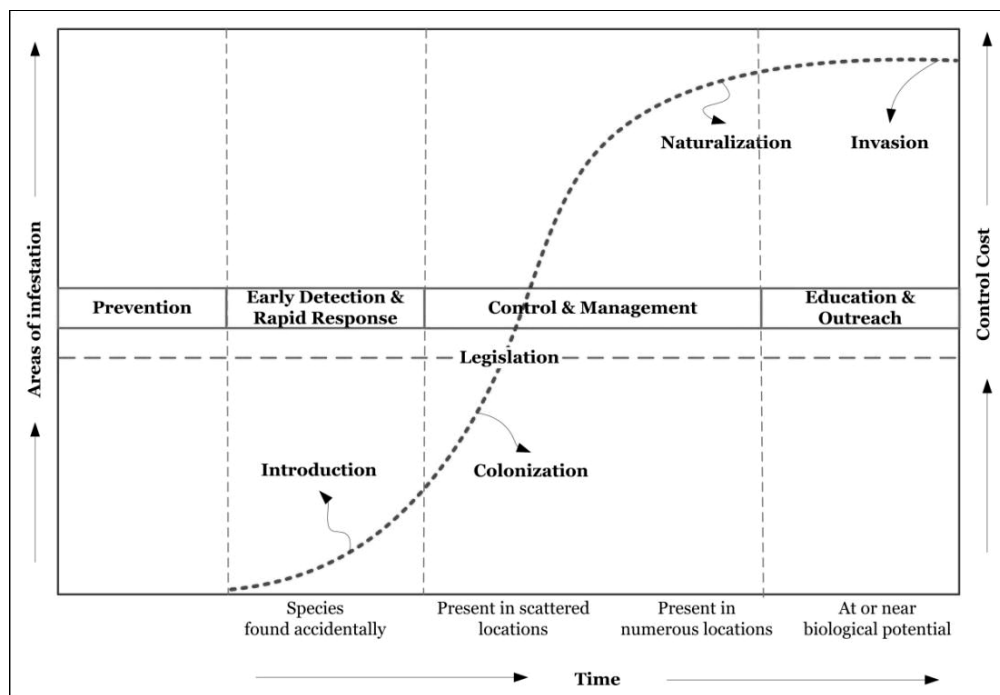 Areas of infestation
Control Cost
Naturalization
Invasion
Prevention
Early Detection &
Rapid Response
Control & Management
Education &
Outreach
Legislation
Introduction
Colonization
Species
found accidentally
Present in scattered
locations
Present in
numerous locations
At or near
biological potential
Time